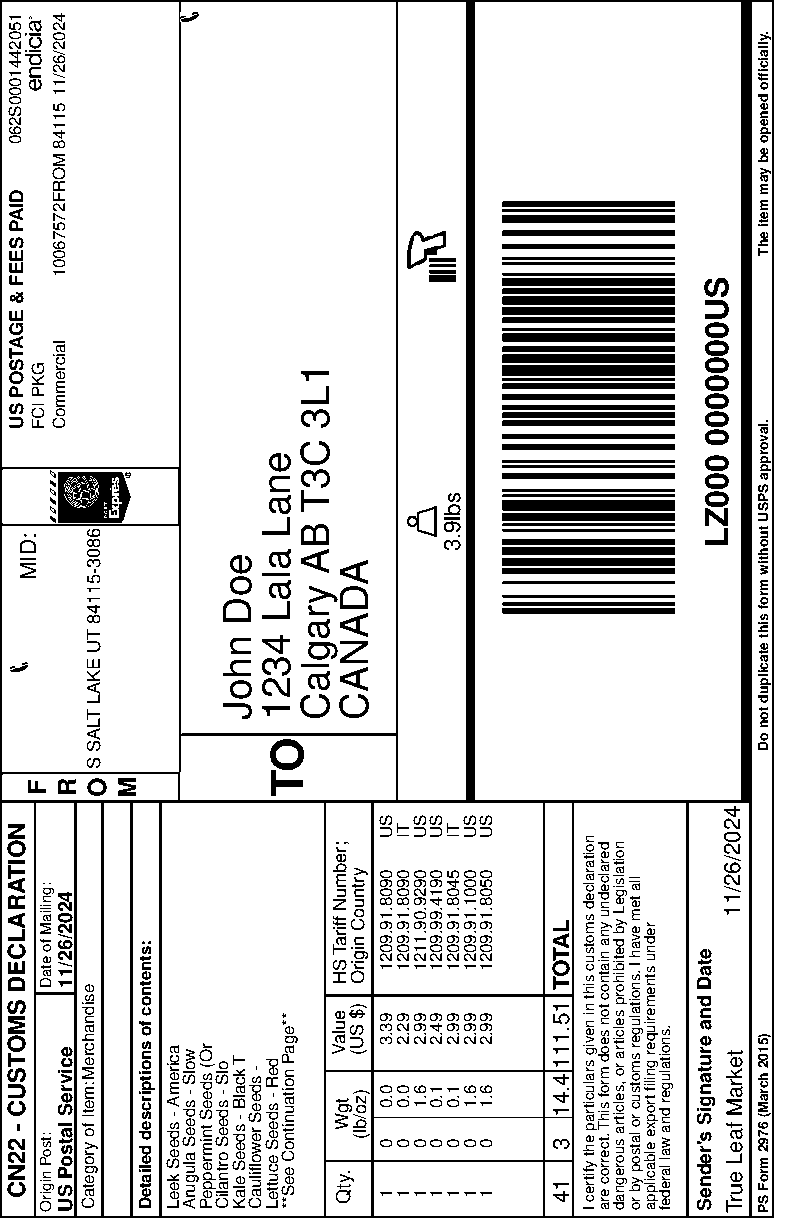 CN22 - CUSTOMS DECLARATION
Origin Post:
US Postal Service
Date of Mailing:
11/26/2024
Category of Item:Merchandise
Detailed descriptions of contents:
Leek Seeds - America
Arugula Seeds - Slow
Peppermint Seeds (Or
Cilantro Seeds - Slo
Kale Seeds - Black T
Cauliflower Seeds -
Lettuce Seeds - Red
**See Continuation Page**
Qty. Wgt (lb/oz) Value (US $) HS Tariff Number; Origin Country
1 0 0.0 3.39 1209.91.8090 US
1 0 0.0 2.29 1209.91.8090 IT
1 0 1.6 2.99 1211.90.9290 US
1 0 0.1 2.49 1209.99.4190 US
1 0 0.1 2.99 1209.91.8045 IT
1 0 1.6 2.99 1209.91.1000 US
1 0 1.6 2.99 1209.91.8050 US
41 3 14.4 111.51 TOTAL
I certify the particulars given in this customs declaration
are correct. This form does not contain any undeclared
dangerous articles, or articles prohibited by Legislation
or by postal or customs regulations. I have met all
applicable export filing requirements under
federal law and regulations.
Sender's Signature and Date
True Leaf Market 11/26/2024
FROM
MID:
S SALT LAKE UT 84115-3086
Expres
US POSTAGE & FEES PAID
FCI PKG
Commercial
062S0001442051
endicia
10067572FROM 84115 11/26/2024
TO
John Doe
1234 Lala Lane
Calgary AB T3C 3L1
CANADA
3.9lbs
LZ000 0000000US
PS Form 2976 (March 2015) Do not duplicate this form without USPS approval. The item may be opened officially.